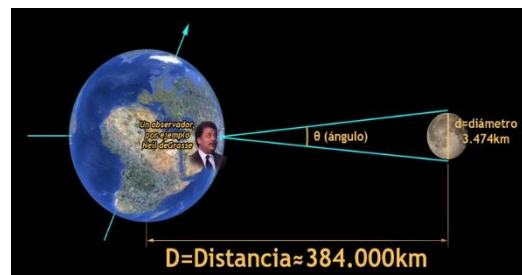 Un observador,
por ejemplo
Neil deGrasse
θ (ángulo)
d=diámetro
3.474km
D=Distancia≈384.000km